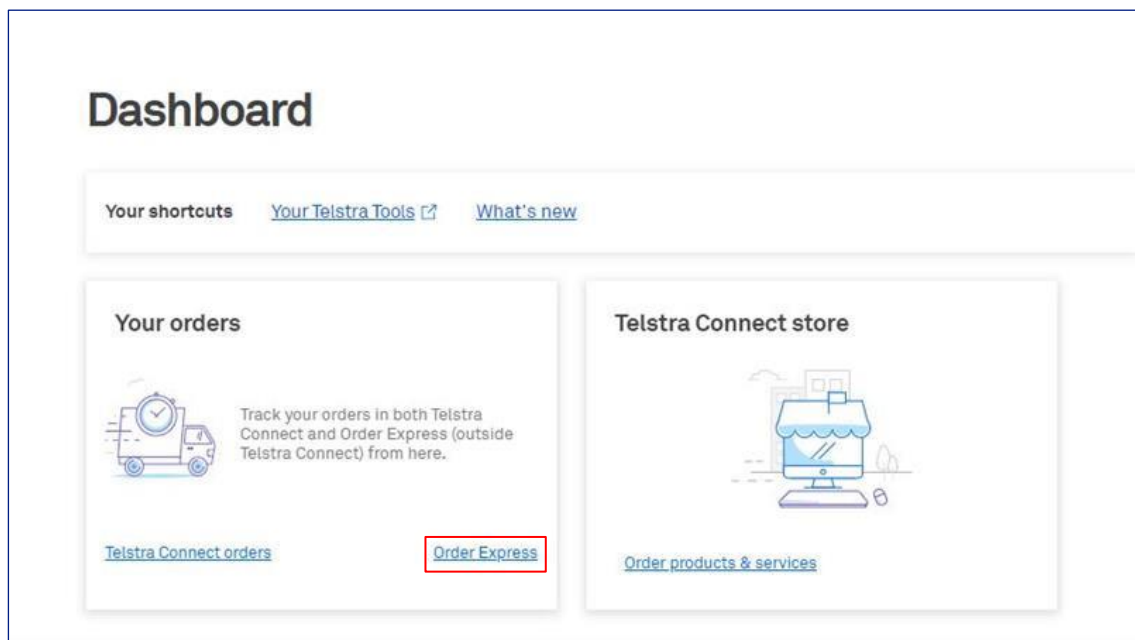 Dashboard
Your shortcuts Your Telstra Tools What's new
Your orders
Track your orders in both Telstra
Connect and Order Express (outside
Telstra Connect) from here.
Telstra Connect orders Order Express
Telstra Connect store
Order products & services